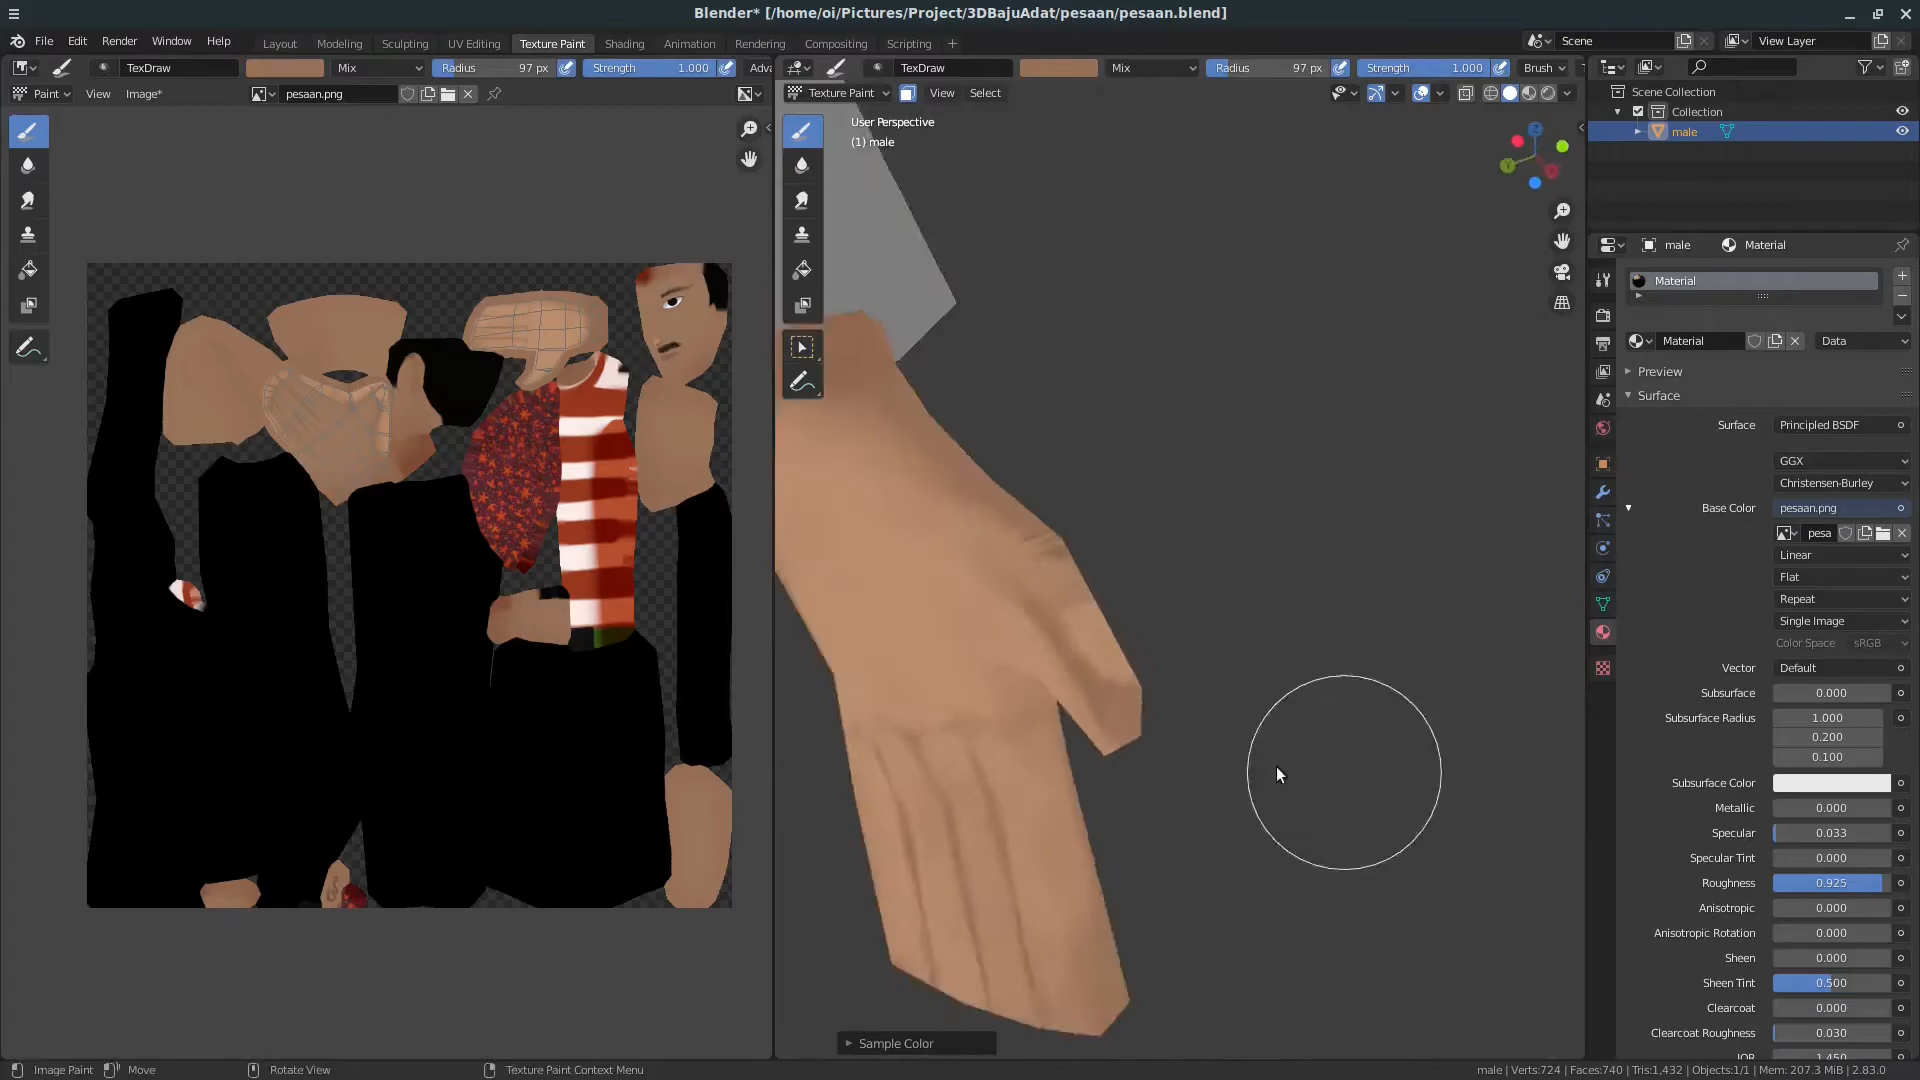 Blender* [/home/oi/Pictures/Project/3DBajuAdat/pesaan/pesaan.blend]
File Edit Render Window Help
Layout Modeling Sculpting UV Editing Texture Paint Shading Animation Rendering Compositing Scripting +
Scene
View Layer
TexDraw
Mix
Radius 97 px
Strength 1.000
Adva
TexDraw
Mix
Radius 97 px
Strength 1.000
Brush
Paint View Image*
pesaan.png
Texture Paint
View Select
User Perspective
(1) male
Sample Color
Scene Collection
Collection
male
male Material
Material
Material
Data
Preview
Surface
Surface Principled BSDF
GGX
Christensen-Burley
Base Color pesaan.png
pesa
Linear
Flat
Repeat
Single Image
Color Space sRGB
Vector Default
Subsurface 0.000
Subsurface Radius 1.000
0.200
0.100
Subsurface Color
Metallic 0.000
Specular 0.033
Specular Tint 0.000
Roughness 0.925
Anisotropic 0.000
Anisotropic Rotation 0.000
Sheen 0.000
Sheen Tint 0.500
Clearcoat 0.000
Clearcoat Roughness 0.030
IOR 1.450
Image Paint Move Rotate View Texture Paint Context Menu
male | Verts:724 | Faces:740 | Tris:1,432 | Objects:1/1 | Mem: 207.3 MiB | 2.83.0